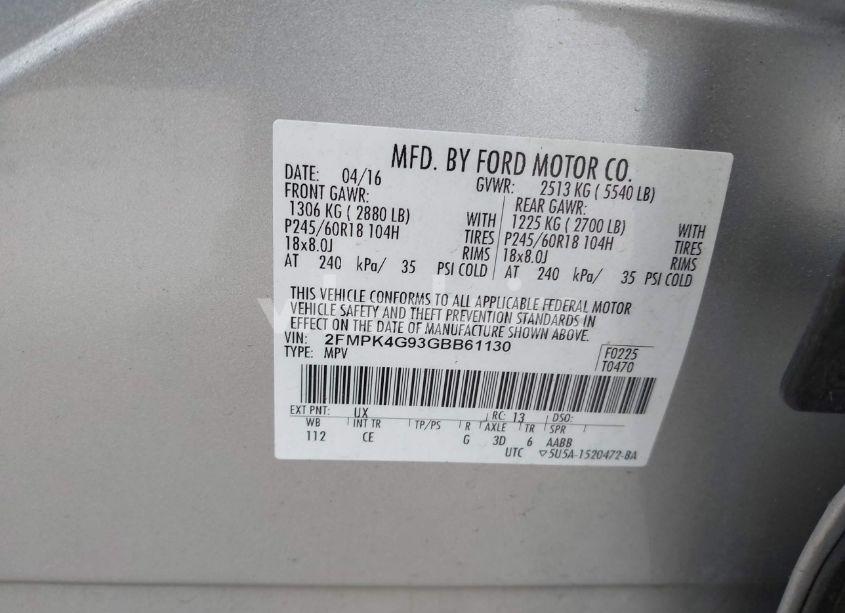 MFD. BY FORD MOTOR CO.
DATE: 04/16 GVWR: 2513 KG ( 5540 LB)
FRONT GAWR: REAR GAWR:
1306 KG ( 2880 LB) WITH 1225 KG ( 2700 LB) WITH
P245/60R18 104H TIRES P245/60R18 104H TIRES
18x8.0J RIMS 18x8.0J RIMS
AT 240 kPa/ 35 PSI COLD AT 240 kPa/ 35 PSI COLD
THIS VEHICLE CONFORMS TO ALL APPLICABLE FEDERAL MOTOR
VEHICLE SAFETY AND THEFT PREVENTION STANDARDS IN
EFFECT ON THE DATE OF MANUFACTURE SHOWN ABOVE.
VIN: 2FMPK4G93GBB61130 F0225
TYPE: MPV T0470
EXT PNT: UX RC: 13 DSO:
WB INT TR TP/PS R AXLE TR SPR
112 CE G 3D 6 AABB
UTC ▽5U5A-1520472-BA